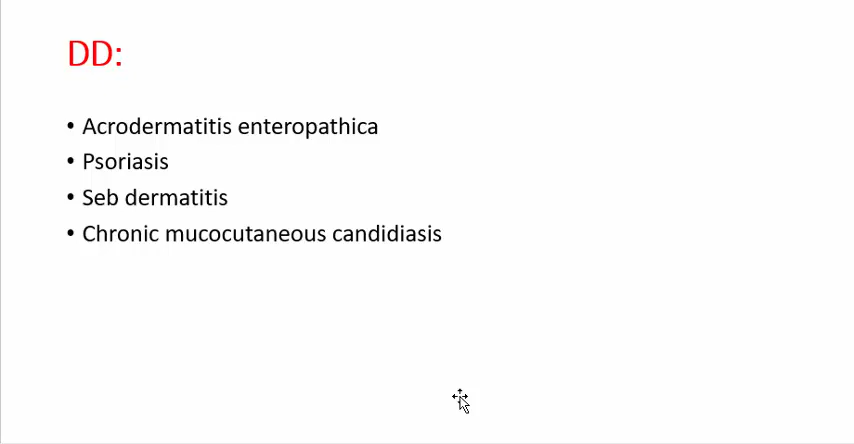 DD:
• Acrodermatitis enteropathica
• Psoriasis
• Seb dermatitis
• Chronic mucocutaneous candidiasis